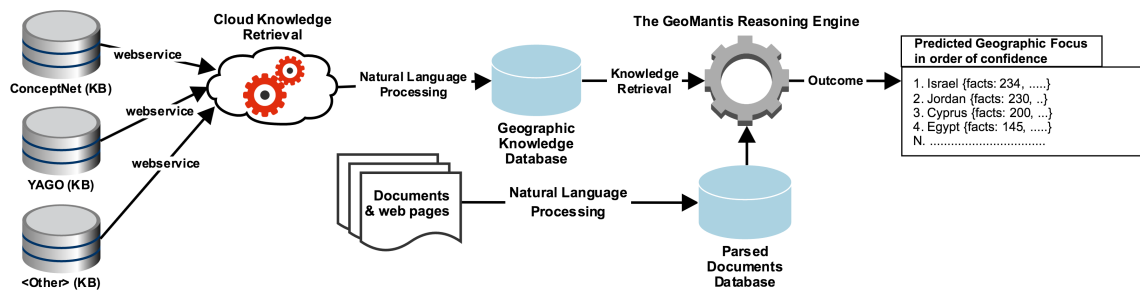 Cloud Knowledge
Retrieval
The GeoMantis Reasoning Engine
webservice
ConceptNet (KB)
webservice
YAGO (KB)
webservice
<Other> (KB)
Natural Language
Processing
Geographic
Knowledge
Database
Knowledge
Retrieval
Outcome
Predicted Geographic Focus
in order of confidence
1. Israel {facts: 234, .....}
2. Jordan {facts: 230, ..}
3. Cyprus {facts: 200, ...}
4. Egypt {facts: 145, .....}
N. .................................
Documents
& web pages
Natural Language
Processing
Parsed
Documents
Database